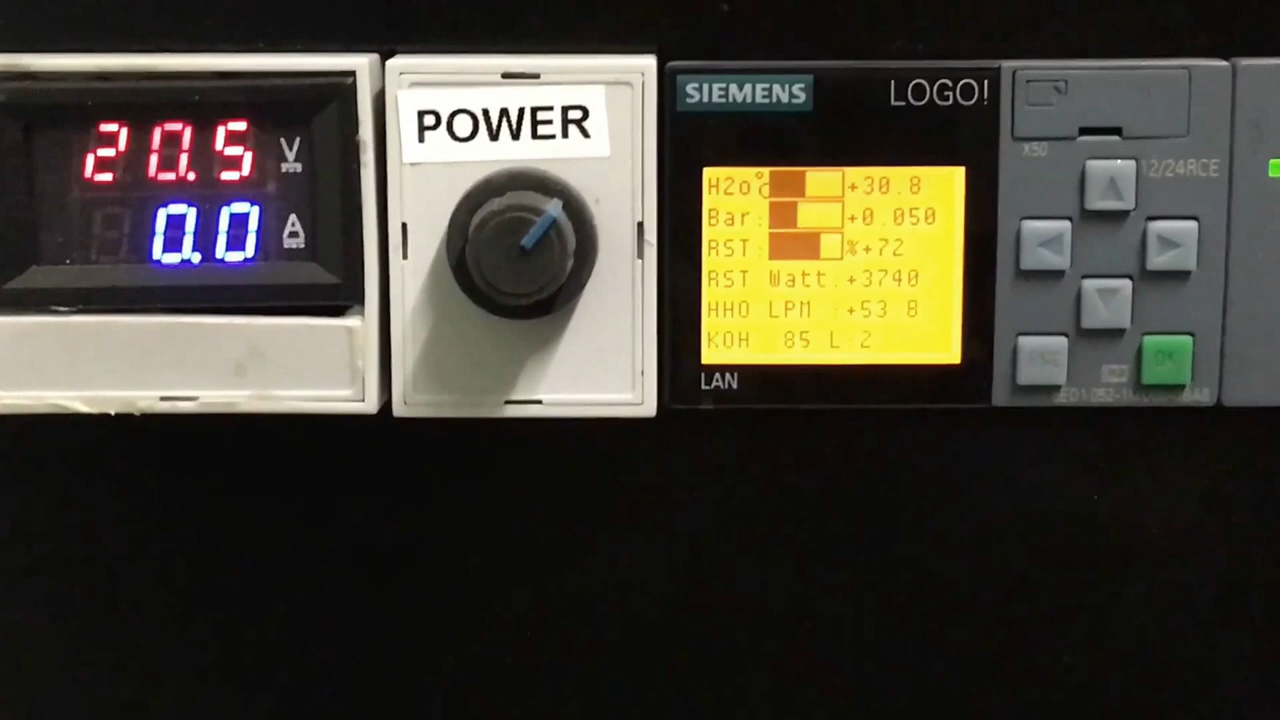 20.5 V
0.0 A
POWER
SIEMENS
LOGO!
H2o°c +30.8
Bar: +0.050
RST: %+72
RST Watt:+3740
HHO LPM :+53.8
KOH 85 L:2
LAN
X50
12/24RCE
ESC
OK